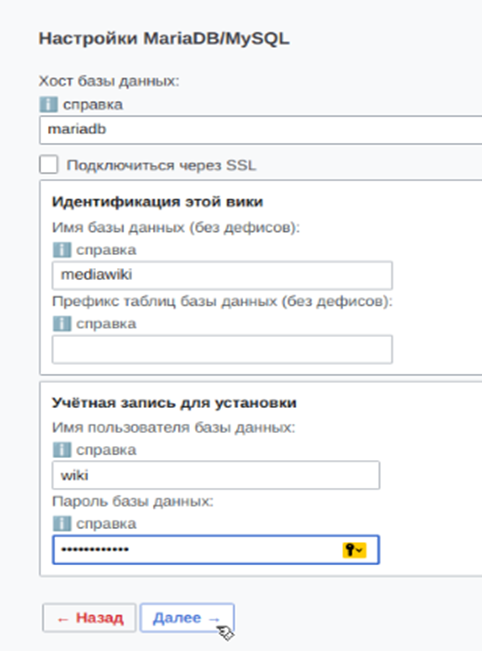 Настройки MariaDB/MySQL
Хост базы данных:
справка
mariadb
Подключиться через SSL
Идентификация этой вики
Имя базы данных (без дефисов):
справка
mediawiki
Префикс таблиц базы данных (без дефисов):
справка
Учётная запись для установки
Имя пользователя базы данных:
справка
wiki
Пароль базы данных:
справка
••••••••••••
← Назад Далее →